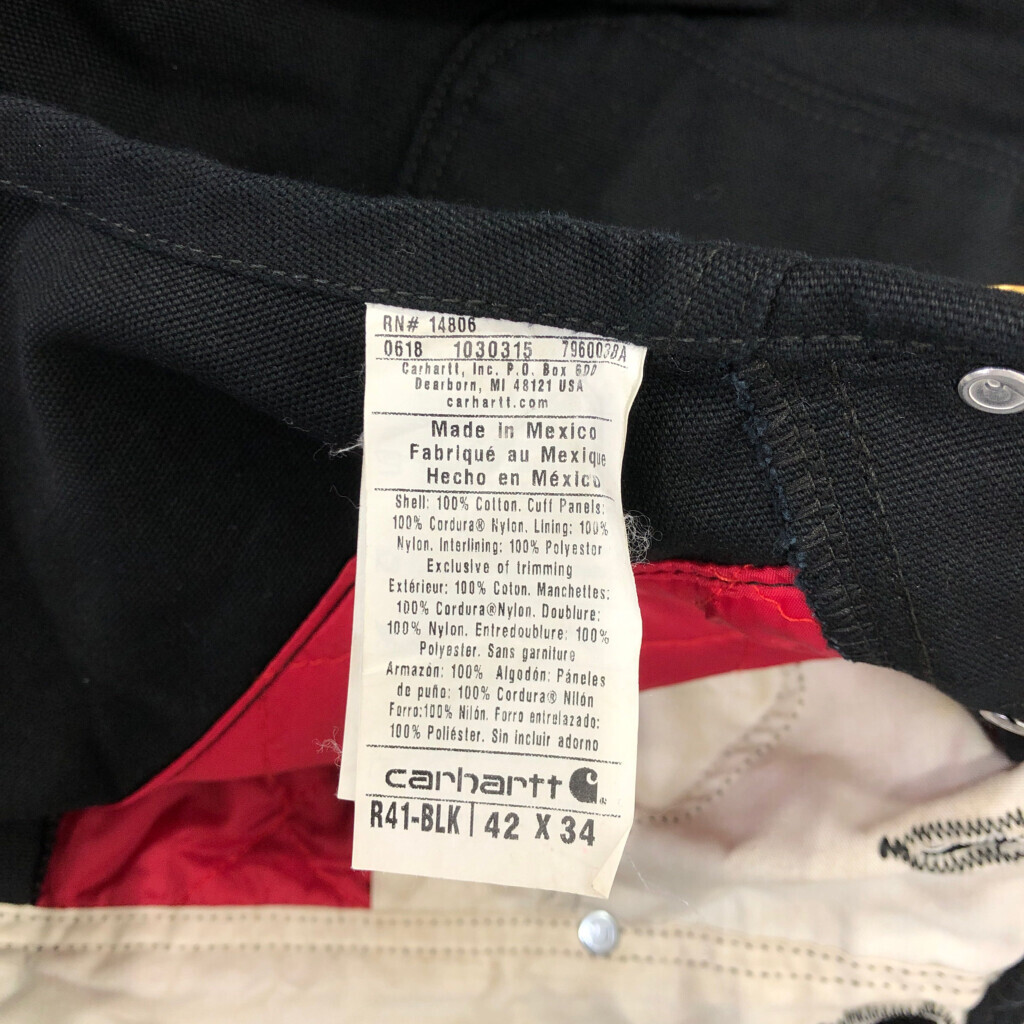 RN# 14806
0618 1030315 796003BA
Carhartt, Inc. P.O. Box 600
Dearborn, MI 48121 USA
carhartt.com
Made in Mexico
Fabriqué au Mexique
Hecho en México
Shell: 100% Cotton. Cuff Panels:
100% Cordura® Nylon. Lining: 100%
Nylon. Interlining: 100% Polyestor
Exclusive of trimming
Extérieur: 100% Coton. Manchettes:
100% Cordura®Nylon. Doublure:
100% Nylon. Entredoublure: 100%
Polyester. Sans garniture
Armazón: 100% Algodón: Páneles
de puño: 100% Cordura® Nilón
Forro:100% Nilón. Forro entrelazado:
100% Poliéster. Sin incluir adorno
carhartt
R41-BLK 42 X 34